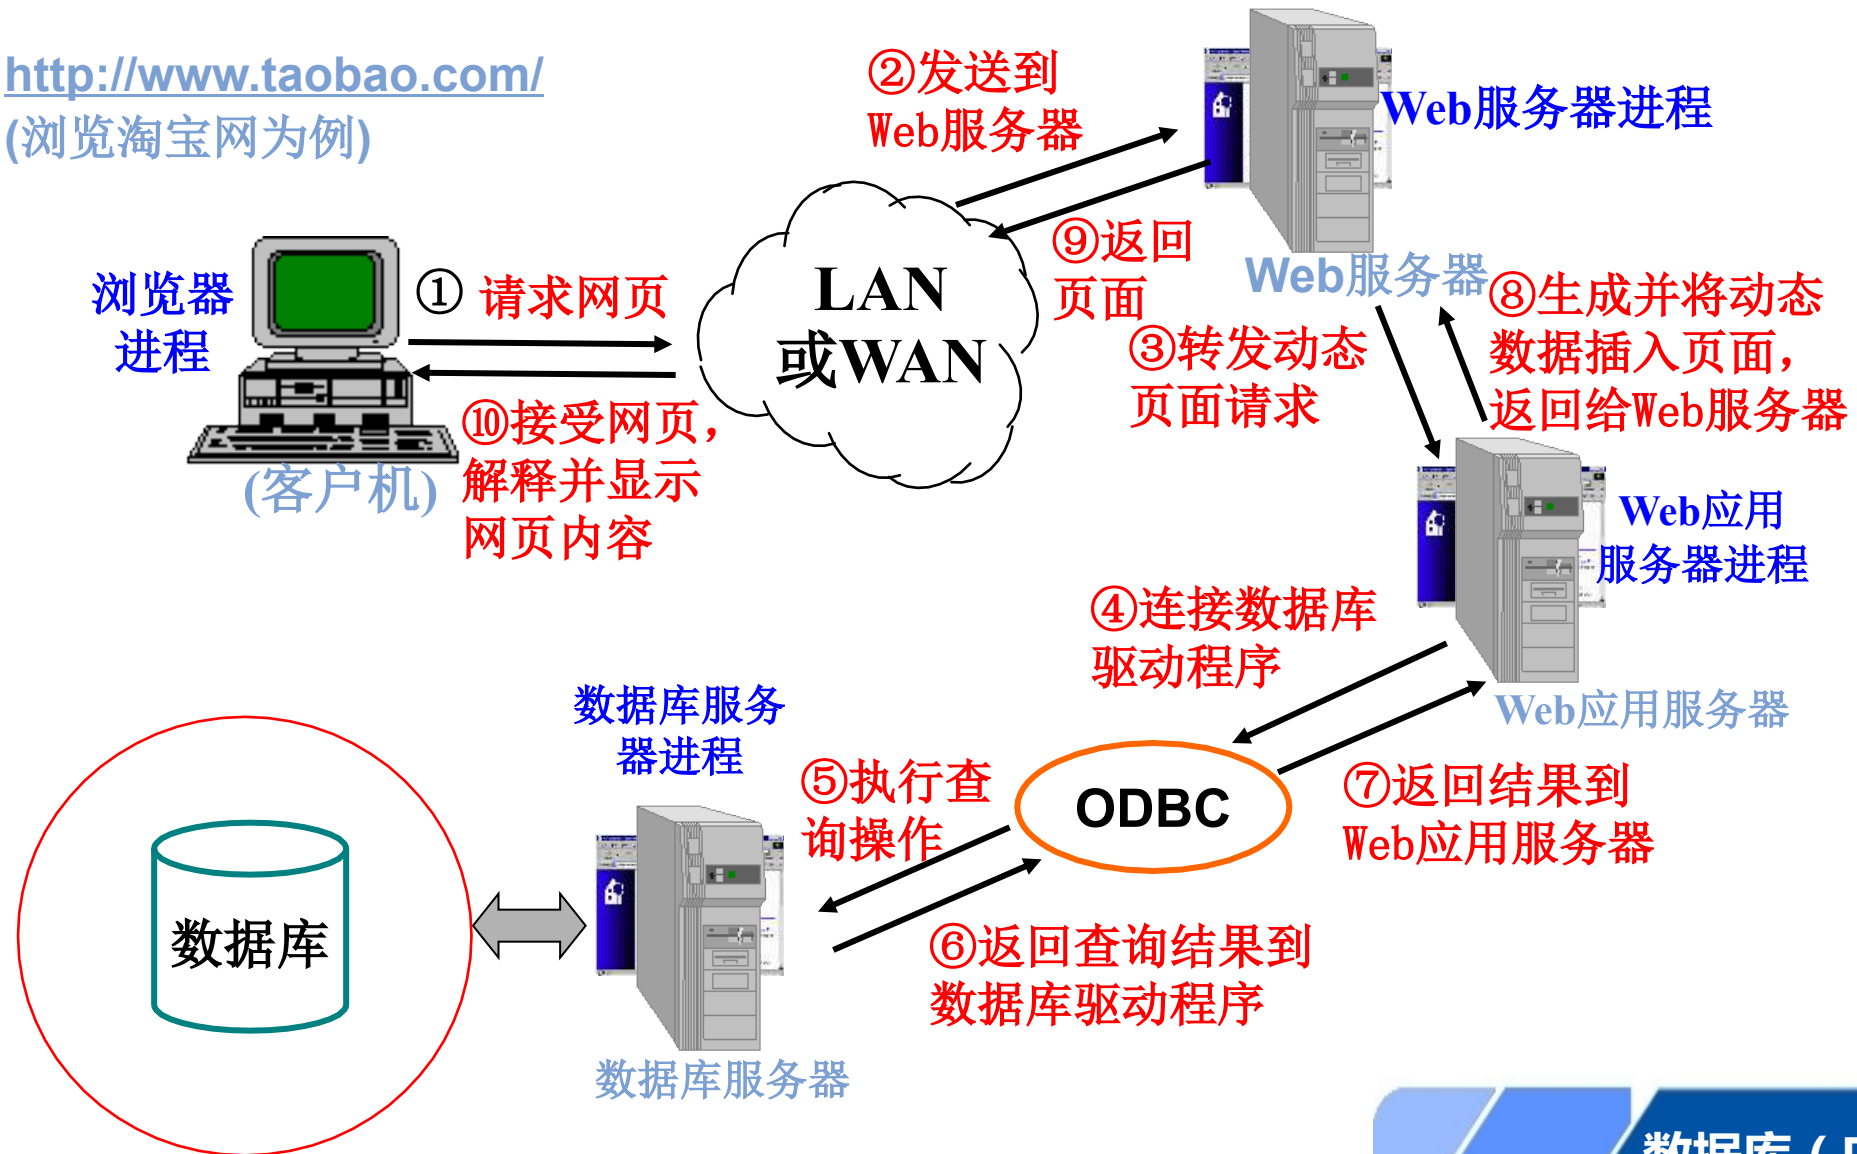 http://www.taobao.com/
(浏览淘宝网为例)
浏览器
进程
(客户机)
① 请求网页
LAN
或WAN
②发送到
Web服务器
Web服务器进程
Web服务器
③转发动态
页面请求
Web应用
服务器进程
Web应用服务器
④连接数据库
驱动程序
ODBC
⑤执行查
询操作
数据库服务
器进程
数据库服务器
数据库
⑥返回查询结果到
数据库驱动程序
⑦返回结果到
Web应用服务器
⑧生成并将动态
数据插入页面，
返回给Web服务器
⑨返回
页面
⑩接受网页，
解释并显示
网页内容
数据库（